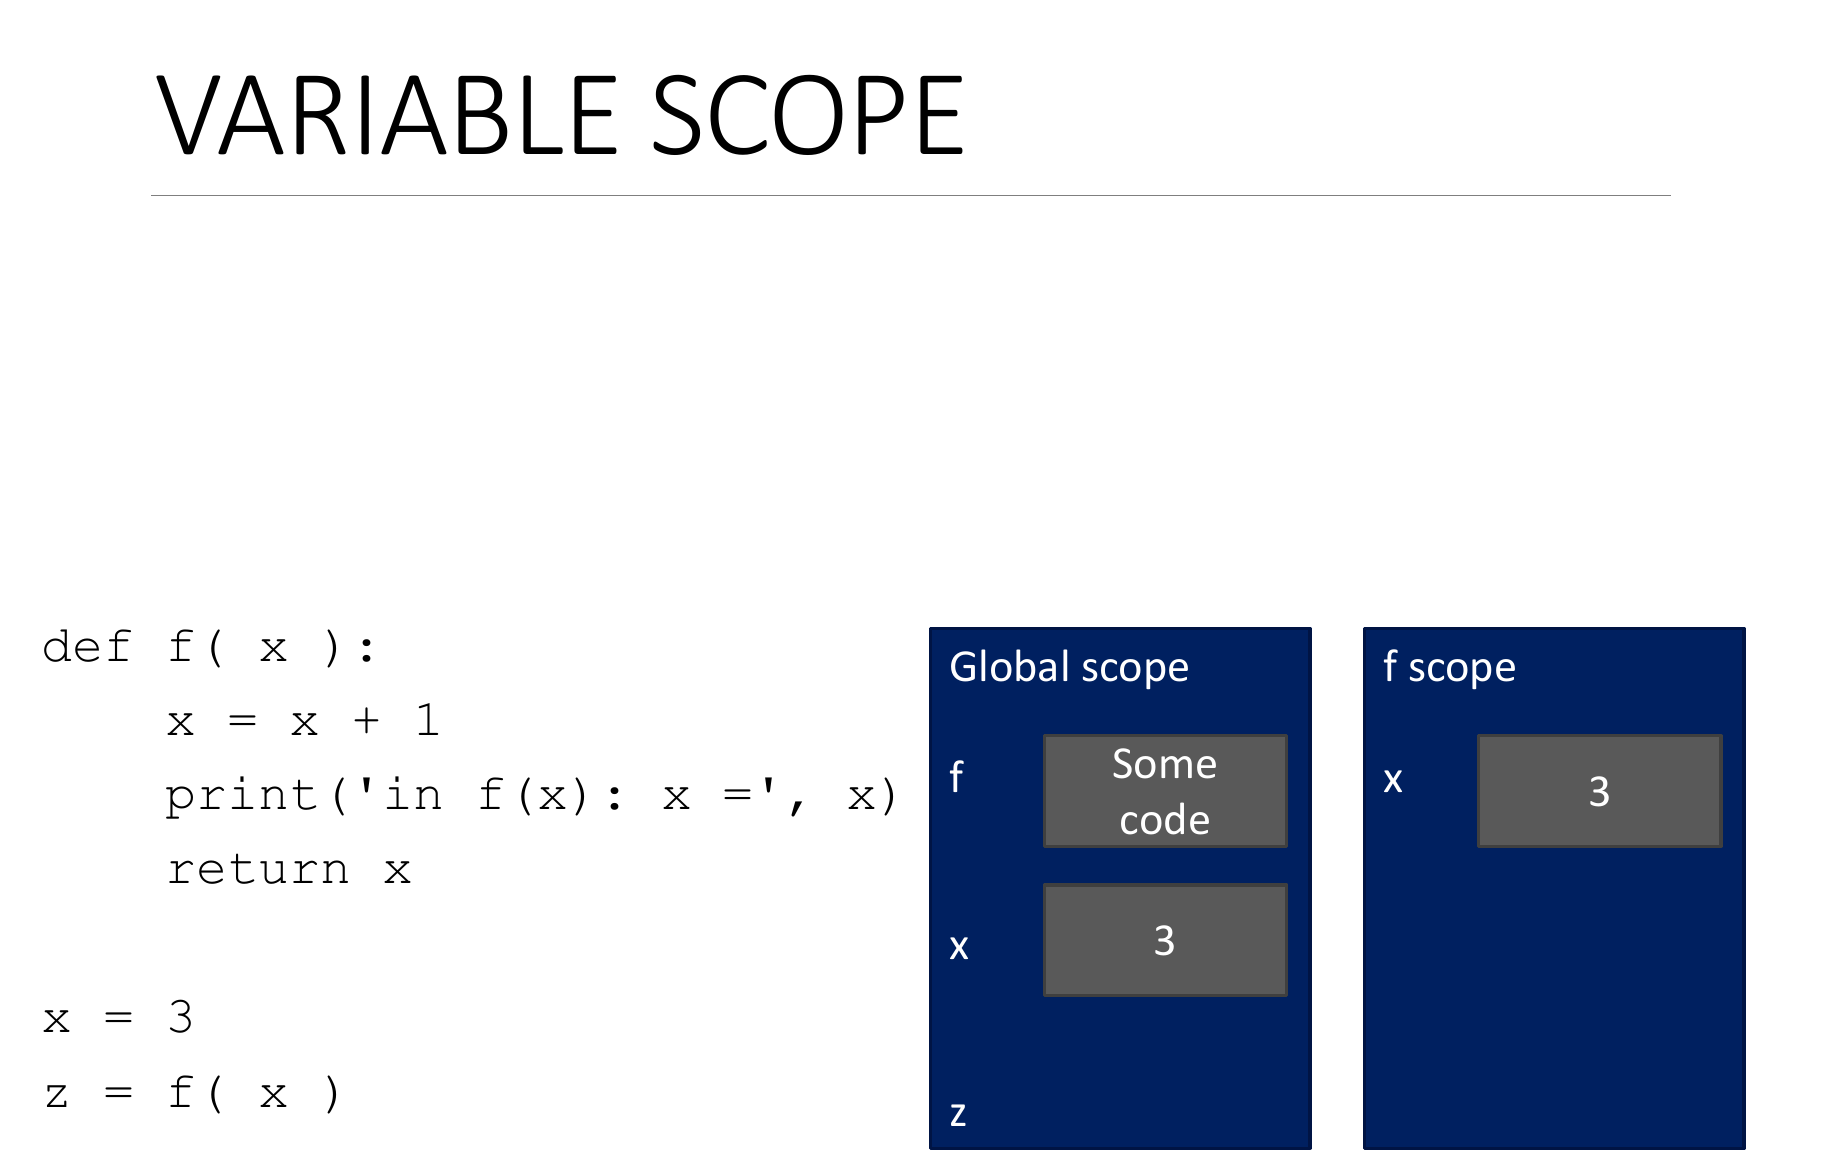 VARIABLE SCOPE
def f( x ):
    x = x + 1
    print('in f(x): x =', x)
    return x
x = 3
z = f( x )
Global scope
f
Some
code
x
3
z
f scope
x
3